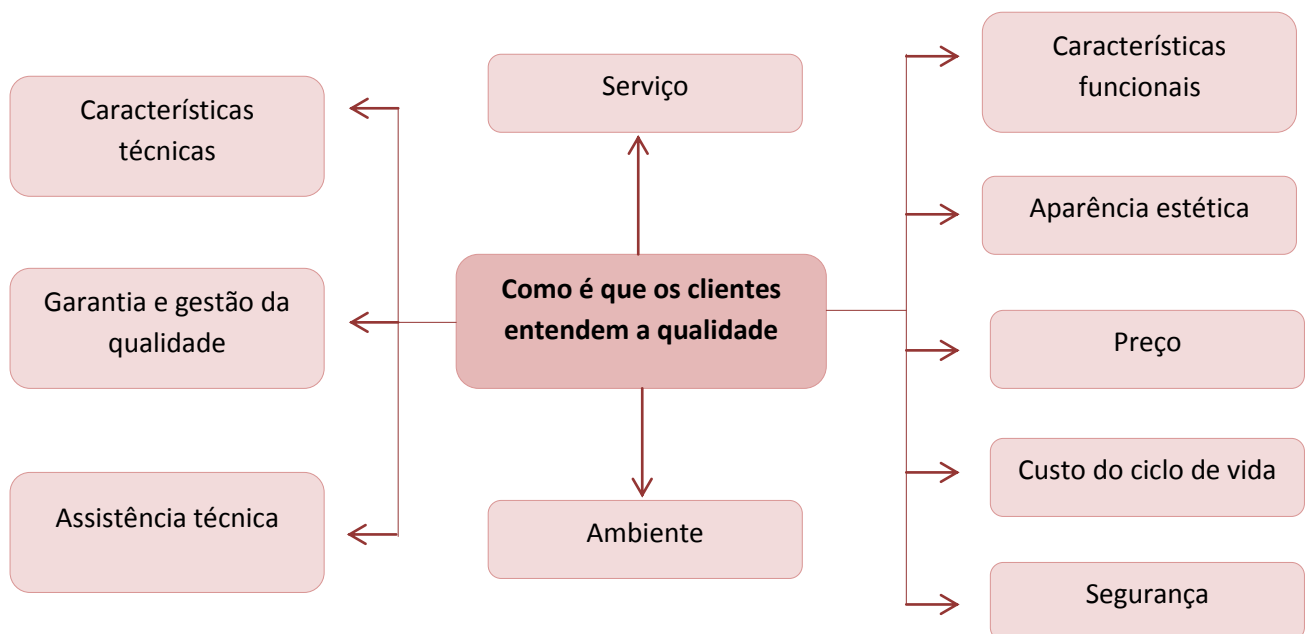 Características
técnicas
Garantia e gestão da
qualidade
Assistência técnica
Serviço
Como é que os clientes
entendem a qualidade
Ambiente
Características
funcionais
Aparência estética
Preço
Custo do ciclo de vida
Segurança